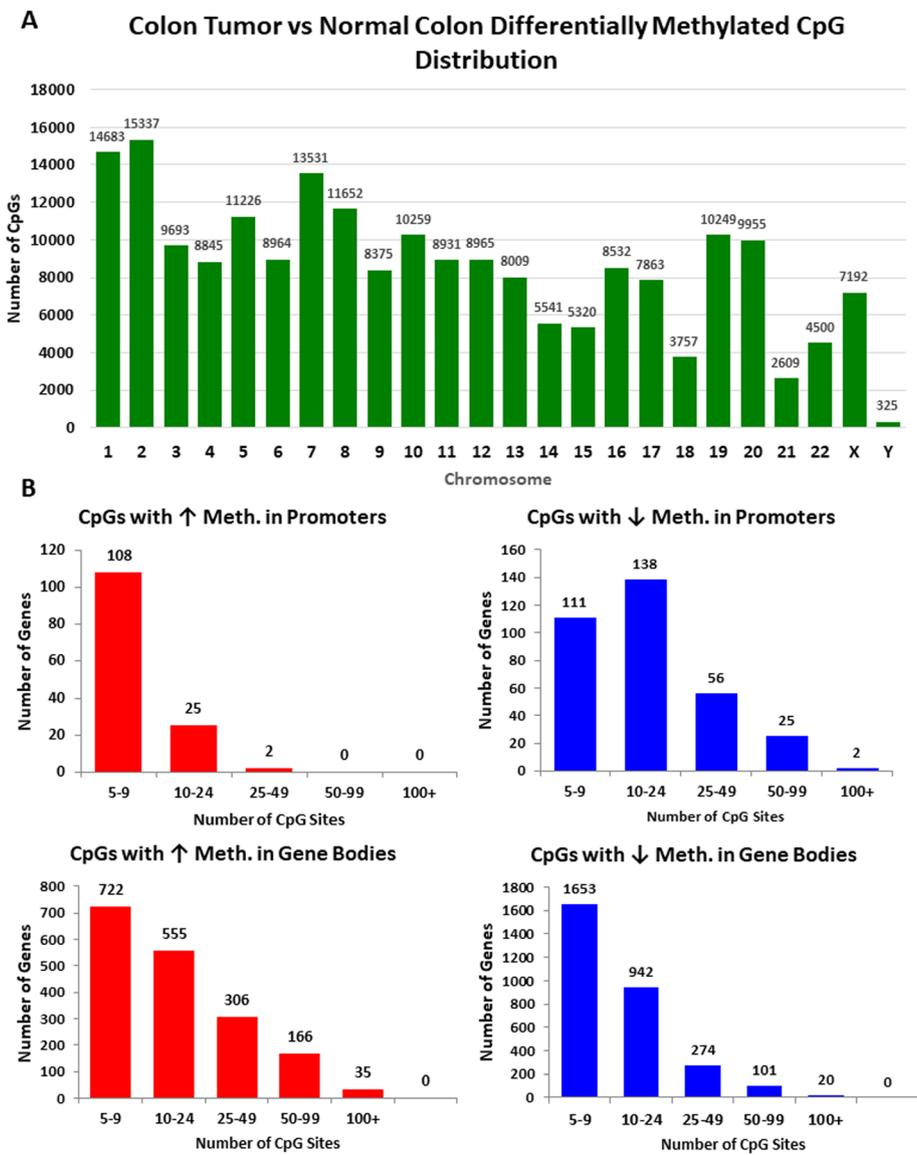 A
Colon Tumor vs Normal Colon Differentially Methylated CpG
Distribution
Number of CpGs
18000
16000
14000
12000
10000
8000
6000
4000
2000
0
14683 15337 9693 8845 11226 8964 13531 11652 8375 10259 8931 8965 8009 5541 5320 8532 7863 3757 10249 9955 2609 4500 7192 325
1 2 3 4 5 6 7 8 9 10 11 12 13 14 15 16 17 18 19 20 21 22 X Y
Chromosome
B
CpGs with ↑ Meth. in Promoters
Number of Genes
120
100
80
60
40
20
0
108 25 2 0 0
5-9 10-24 25-49 50-99 100+
Number of CpG Sites
CpGs with ↓ Meth. in Promoters
Number of Genes
160
140
120
100
80
60
40
20
0
111 138 56 25 2
5-9 10-24 25-49 50-99 100+
Number of CpG Sites
CpGs with ↑ Meth. in Gene Bodies
Number of Genes
800
700
600
500
400
300
200
100
0
722 555 306 166 35 0
5-9 10-24 25-49 50-99 100+
Number of CpG Sites
CpGs with ↓ Meth. in Gene Bodies
Number of Genes
1800
1600
1400
1200
1000
800
600
400
200
0
1653 942 274 101 20 0
5-9 10-24 25-49 50-99 100+
Number of CpG Sites